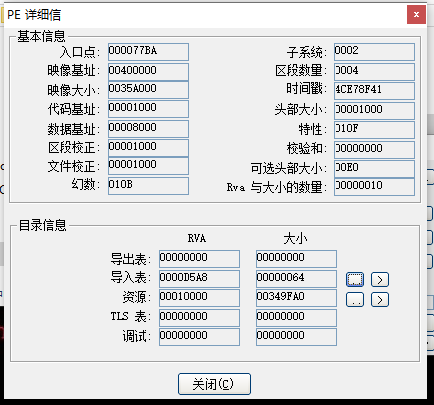 PE 详细信
x
基本信息
入口点: 000077BA 子系统: 0002
映像基址: 00400000 区段数量: 0004
映像大小: 0035A000 时间戳: 4CE78F41
代码基址: 00001000 头部大小: 00001000
数据基址: 00008000 特性: 010F
区段校正: 00001000 校验和: 00000000
文件校正: 00001000 可选头部大小: 00E0
幻数: 010B Rva 与大小的数量: 00000010
目录信息
RVA 大小
导出表: 00000000 00000000
导入表: 0000D5A8 00000064 .. >
资源: 00010000 00349FA0 .. >
TLS 表: 00000000 00000000
调试: 00000000 00000000
关闭(C)